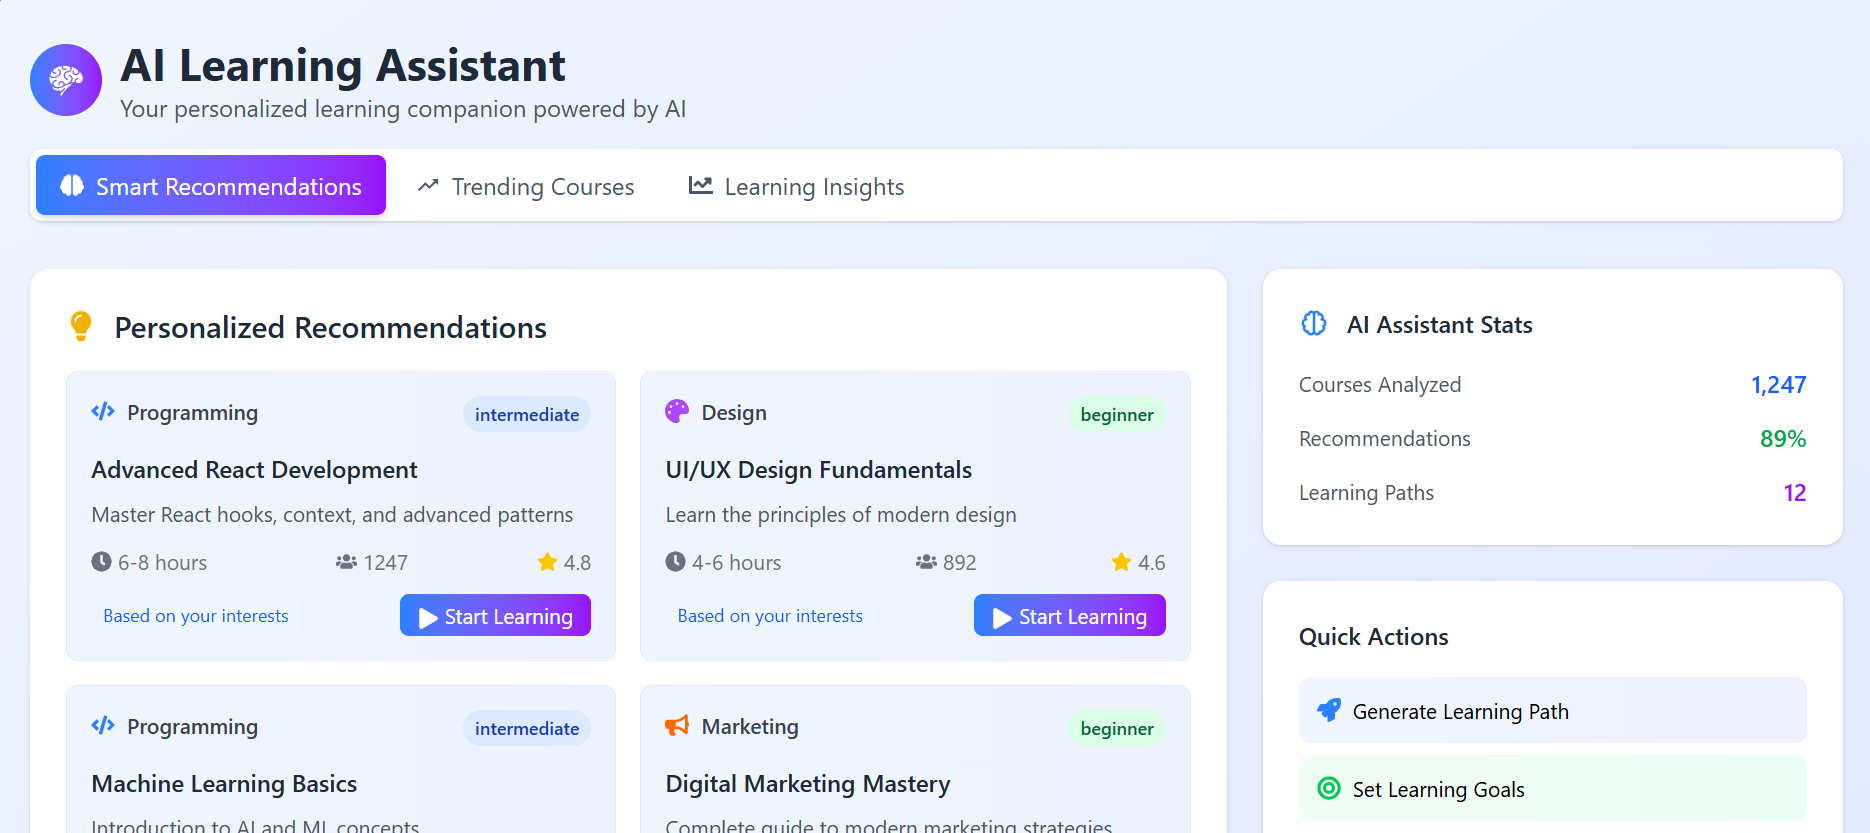 AI Learning Assistant
Your personalized learning companion powered by AI
Smart Recommendations
Trending Courses
Learning Insights
Personalized Recommendations
Programming
intermediate
Advanced React Development
Master React hooks, context, and advanced patterns
6-8 hours
1247
4.8
Based on your interests
Start Learning
Design
beginner
UI/UX Design Fundamentals
Learn the principles of modern design
4-6 hours
892
4.6
Based on your interests
Start Learning
Programming
intermediate
Machine Learning Basics
Introduction to AI and ML concepts
Marketing
beginner
Digital Marketing Mastery
Complete guide to modern marketing strategies
AI Assistant Stats
Courses Analyzed
1,247
Recommendations
89%
Learning Paths
12
Quick Actions
Generate Learning Path
Set Learning Goals